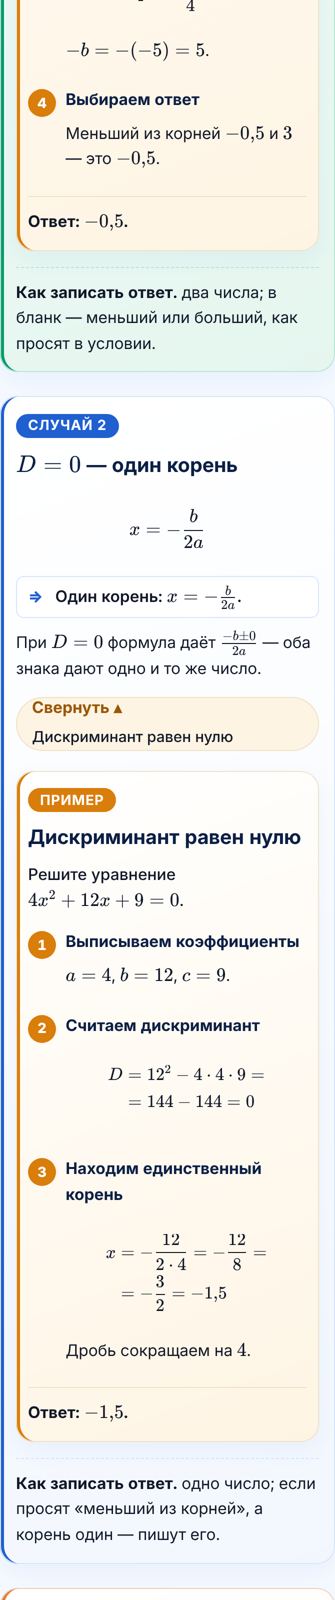 4
−b = −(−5) = 5.
4 Выбираем ответ
Меньший из корней −0,5 и 3
— это −0,5.
Ответ: −0,5.
Как записать ответ. два числа; в
бланк — меньший или больший, как
просят в условии.
СЛУЧАЙ 2
D = 0 — один корень
x = −b/2a
⇒ Один корень: x = −b/2a.
При D = 0 формула даёт −b±0/2a — оба
знака дают одно и то же число.
Свернуть ▴
Дискриминант равен нулю
ПРИМЕР
Дискриминант равен нулю
Решите уравнение
4x² + 12x + 9 = 0.
1 Выписываем коэффициенты
a = 4, b = 12, c = 9.
2 Считаем дискриминант
D = 12² − 4 · 4 · 9 =
= 144 − 144 = 0
3 Находим единственный
корень
x = −12/2 · 4 = −12/8 =
= −3/2 = −1,5
Дробь сокращаем на 4.
Ответ: −1,5.
Как записать ответ. одно число; если
просят «меньший из корней», а
корень один — пишут его.